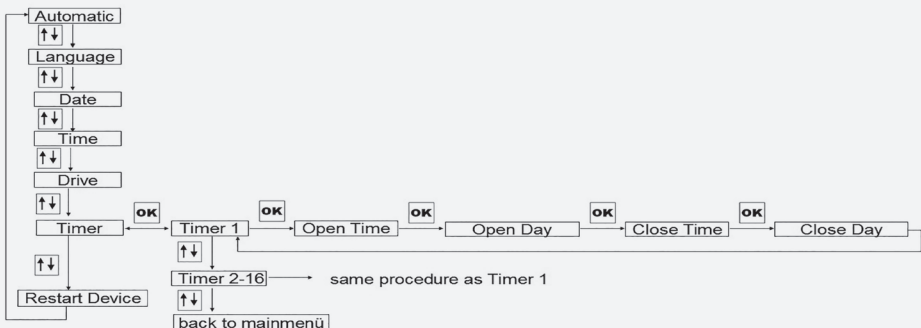 Automatic
↑↓
Language
↑↓
Date
↑↓
Time
↑↓
Drive
↑↓
OK OK OK OK OK
Timer Timer 1 Open Time Open Day Close Time Close Day
↑↓ ↑↓
Timer 2-16 same procedure as Timer 1
Restart Device ↑↓
back to mainmenü